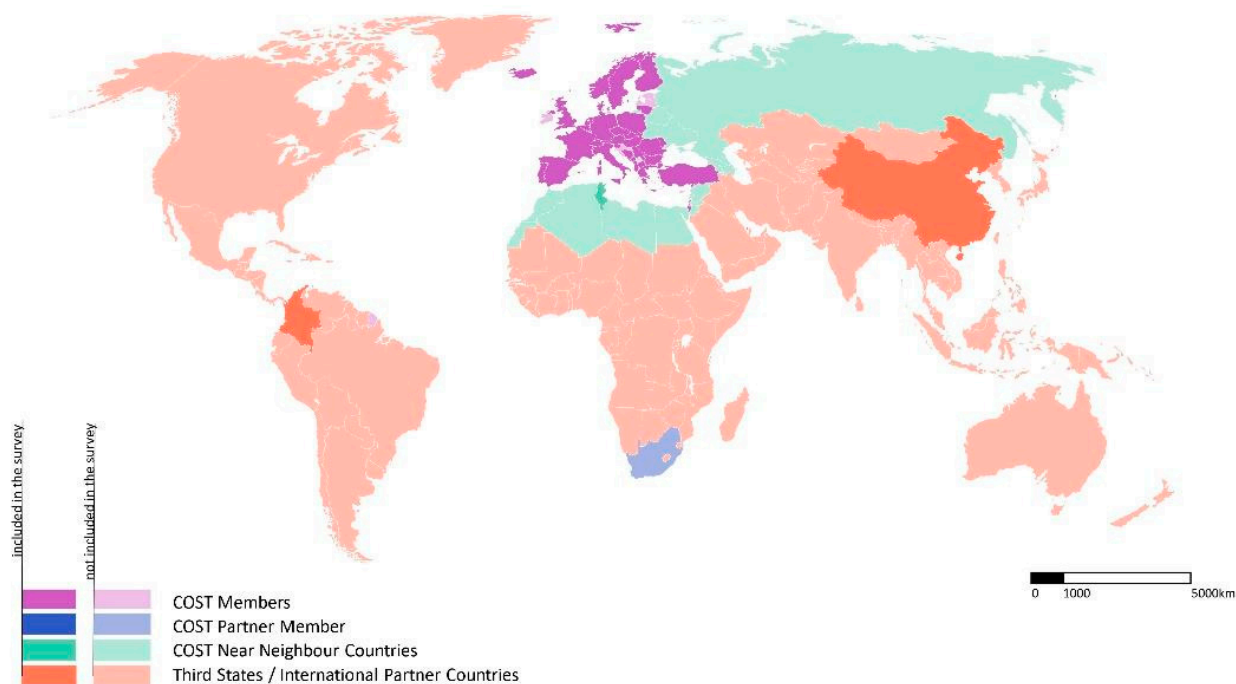 included in the survey
not included in the survey
COST Members
COST Partner Member
COST Near Neighbour Countries
Third States / International Partner Countries
0 1000 5000km